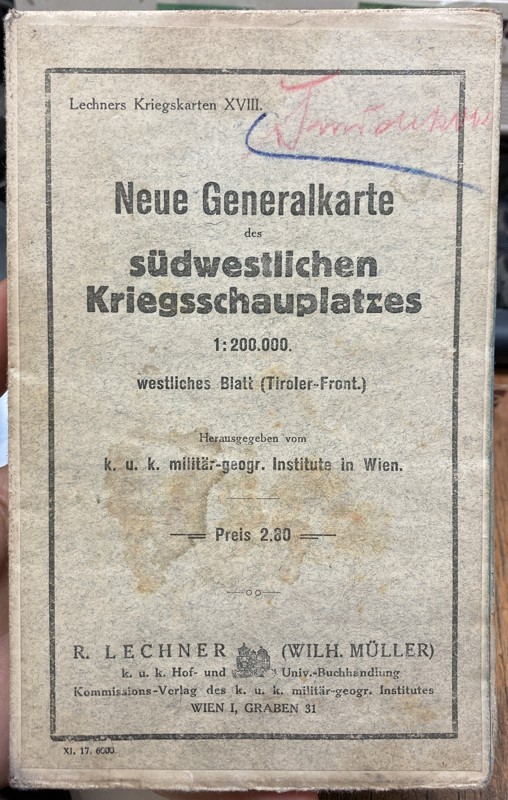 Lechners Kriegskarten XVIII.
Neue Generalkarte
des
südwestlichen
Kriegsschauplatzes
1:200.000.
westliches Blatt (Tiroler-Front.)
Herausgegeben vom
k. u. k. militär-geogr. Institute in Wien.
Preis 2.80
R. LECHNER (WILH. MÜLLER)
k. u. k. Hof- und Univ.-Buchhandlung
Kommissions-Verlag des k. u. k. militär-geogr. Institutes
WIEN I, GRABEN 31
XI. 17. 6000.